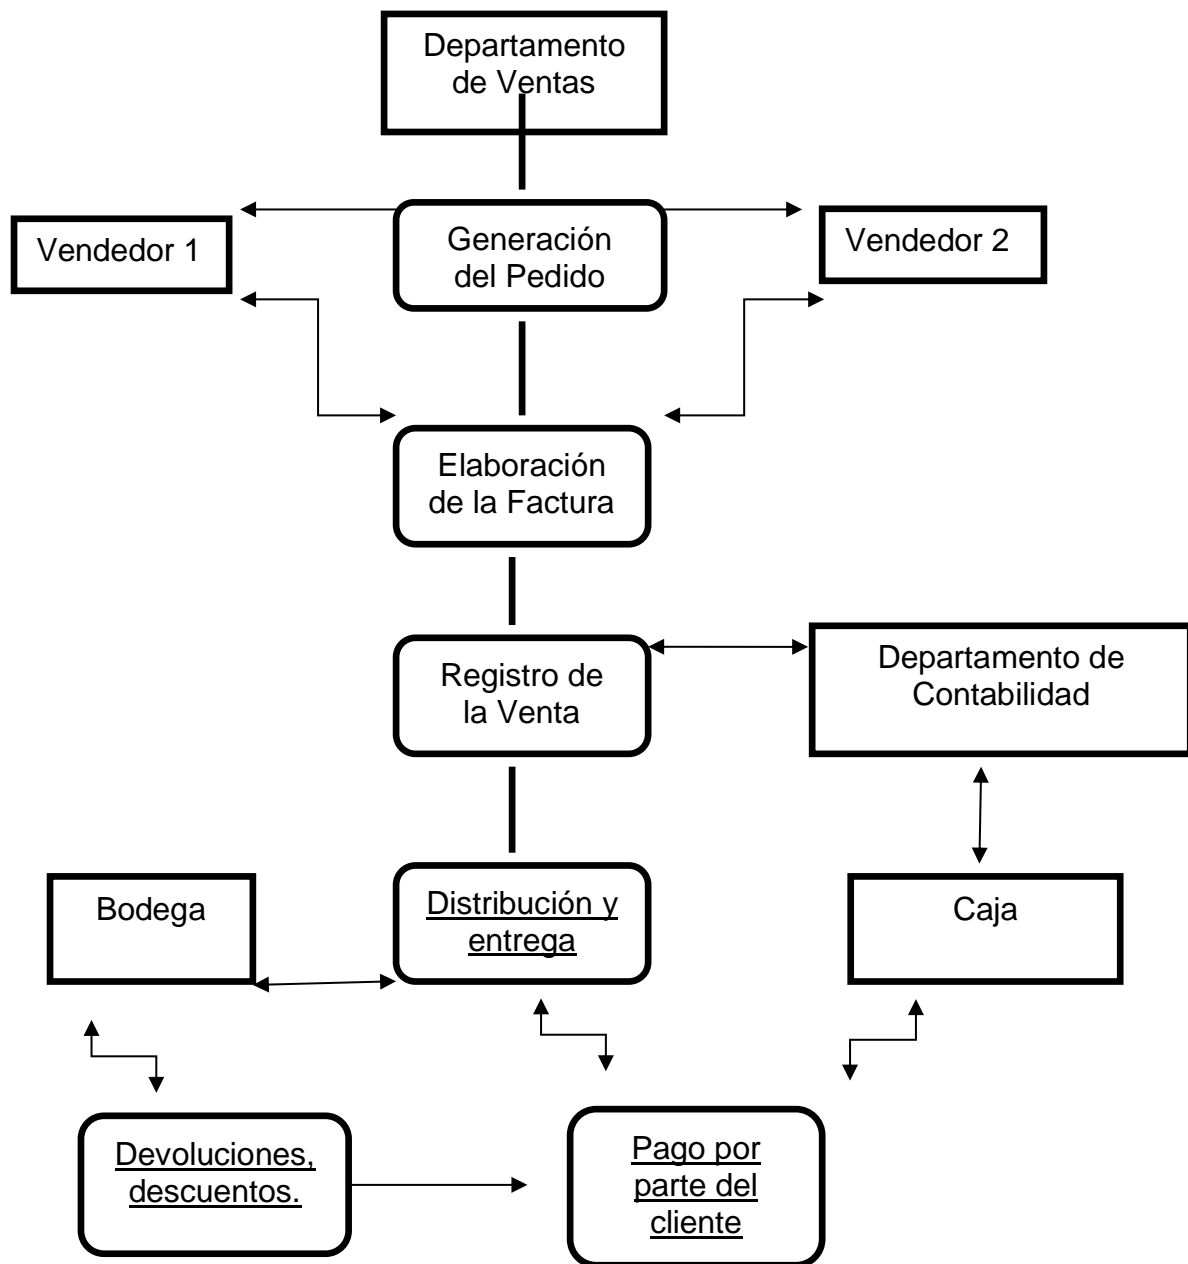 Departamento
de Ventas
Generación
del Pedido
Vendedor 1
Vendedor 2
Elaboración
de la Factura
Registro de
la Venta
Departamento de
Contabilidad
Bodega
Distribución y
entrega
Caja
Devoluciones,
descuentos.
Pago por
parte del
cliente